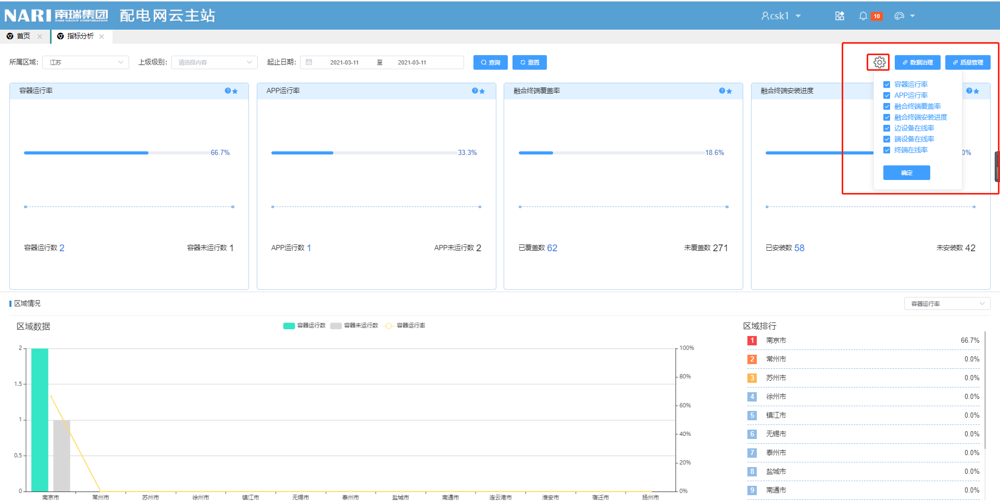 NARI 南瑞集团 配电网云主站
NARI GROUP CORPORATION
csk1
10
首页
指标分析
所属区域: 江苏
上级级别: 请选择内容
起止日期: 2021-03-11 至 2021-03-11
查询
重置
数据治理
质量管理
容器运行率
APP运行率
融合终端覆盖率
融合终端安装进度
容器运行率
APP运行率
融合终端覆盖率
融合终端安装进度
边设备在线率
端设备在线率
终端在线率
确定
66.7%
33.3%
18.6%
0%
容器运行数 2
容器未运行数 1
APP运行数 1
APP未运行数 2
已覆盖数 62
未覆盖数 271
已安装数 58
未安装数 42
区域情况
容器运行率
区域数据
容器运行数
容器未运行数
容器运行率
2
1.5
1
0.5
0
100%
80%
60%
40%
20%
0%
南京市
常州市
苏州市
徐州市
镇江市
无锡市
泰州市
盐城市
南通市
连云港市
淮安市
宿迁市
扬州市
区域排行
1 南京市 66.7%
2 常州市 0.0%
3 苏州市 0.0%
4 徐州市 0.0%
5 镇江市 0.0%
6 无锡市 0.0%
7 泰州市 0.0%
8 盐城市 0.0%
9 南通市 0.0%